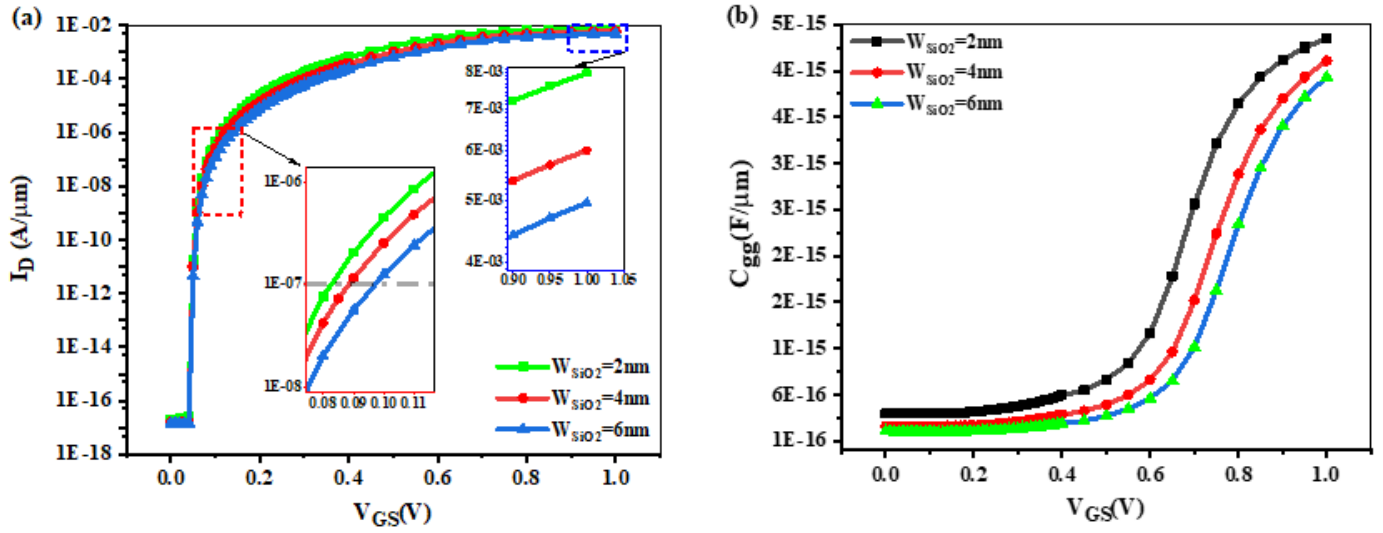 (a)
1E-02
1E-04
1E-06
1E-08
1E-10
1E-12
1E-14
1E-16
1E-18
I_D (A/μm)
0.0 0.2 0.4 0.6 0.8 1.0
V_GS(V)
1E-06
1E-07
1E-08
0.08 0.09 0.10 0.11
8E-03
7E-03
6E-03
5E-03
4E-03
0.90 0.95 1.00 1.05
W_SiO2=2nm
W_SiO2=4nm
W_SiO2=6nm
(b)
5E-15
4E-15
4E-15
3E-15
3E-15
2E-15
2E-15
1E-15
6E-16
1E-16
C_gg(F/μm)
0.0 0.2 0.4 0.6 0.8 1.0
V_GS(V)
W_SiO2=2nm
W_SiO2=4nm
W_SiO2=6nm